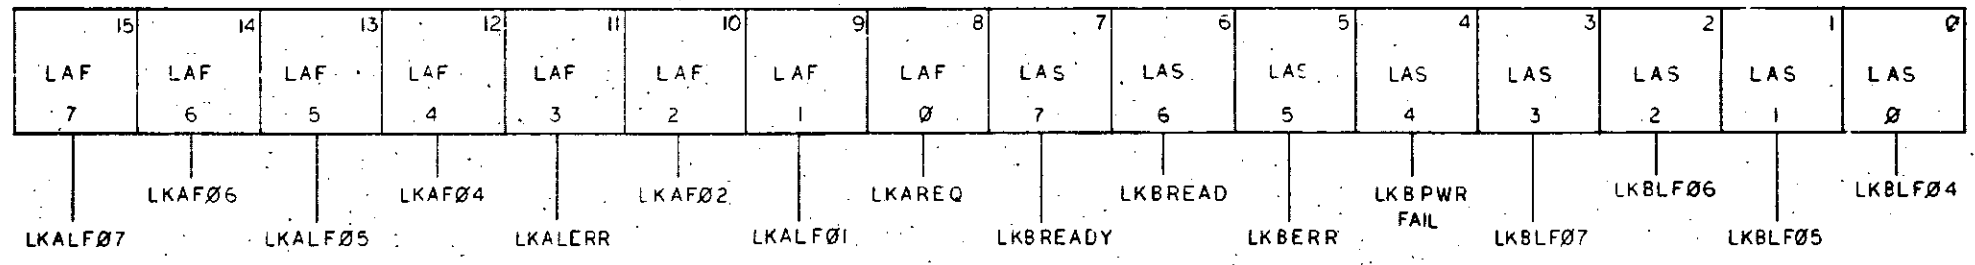 15 14 13 12 11 10 9 8 7 6 5 4 3 2 1 Ø
LAF LAF LAF LAF LAF LAF LAF LAF LAS LAS LAS LAS LAS LAS LAS LAS
7 6 5 4 3 2 1 Ø 7 6 5 4 3 2 1 Ø
LKAFØ6 LKAFØ4 LKAFØ2 LKAREQ LKBREAD LKBPWR LKBLFØ6 LKBLFØ4
FAIL
LKALFØ7 LKALFØ5 LKALERR LKALFØ1 LKBREADY LKBERR LKBLFØ7 LKBLFØ5